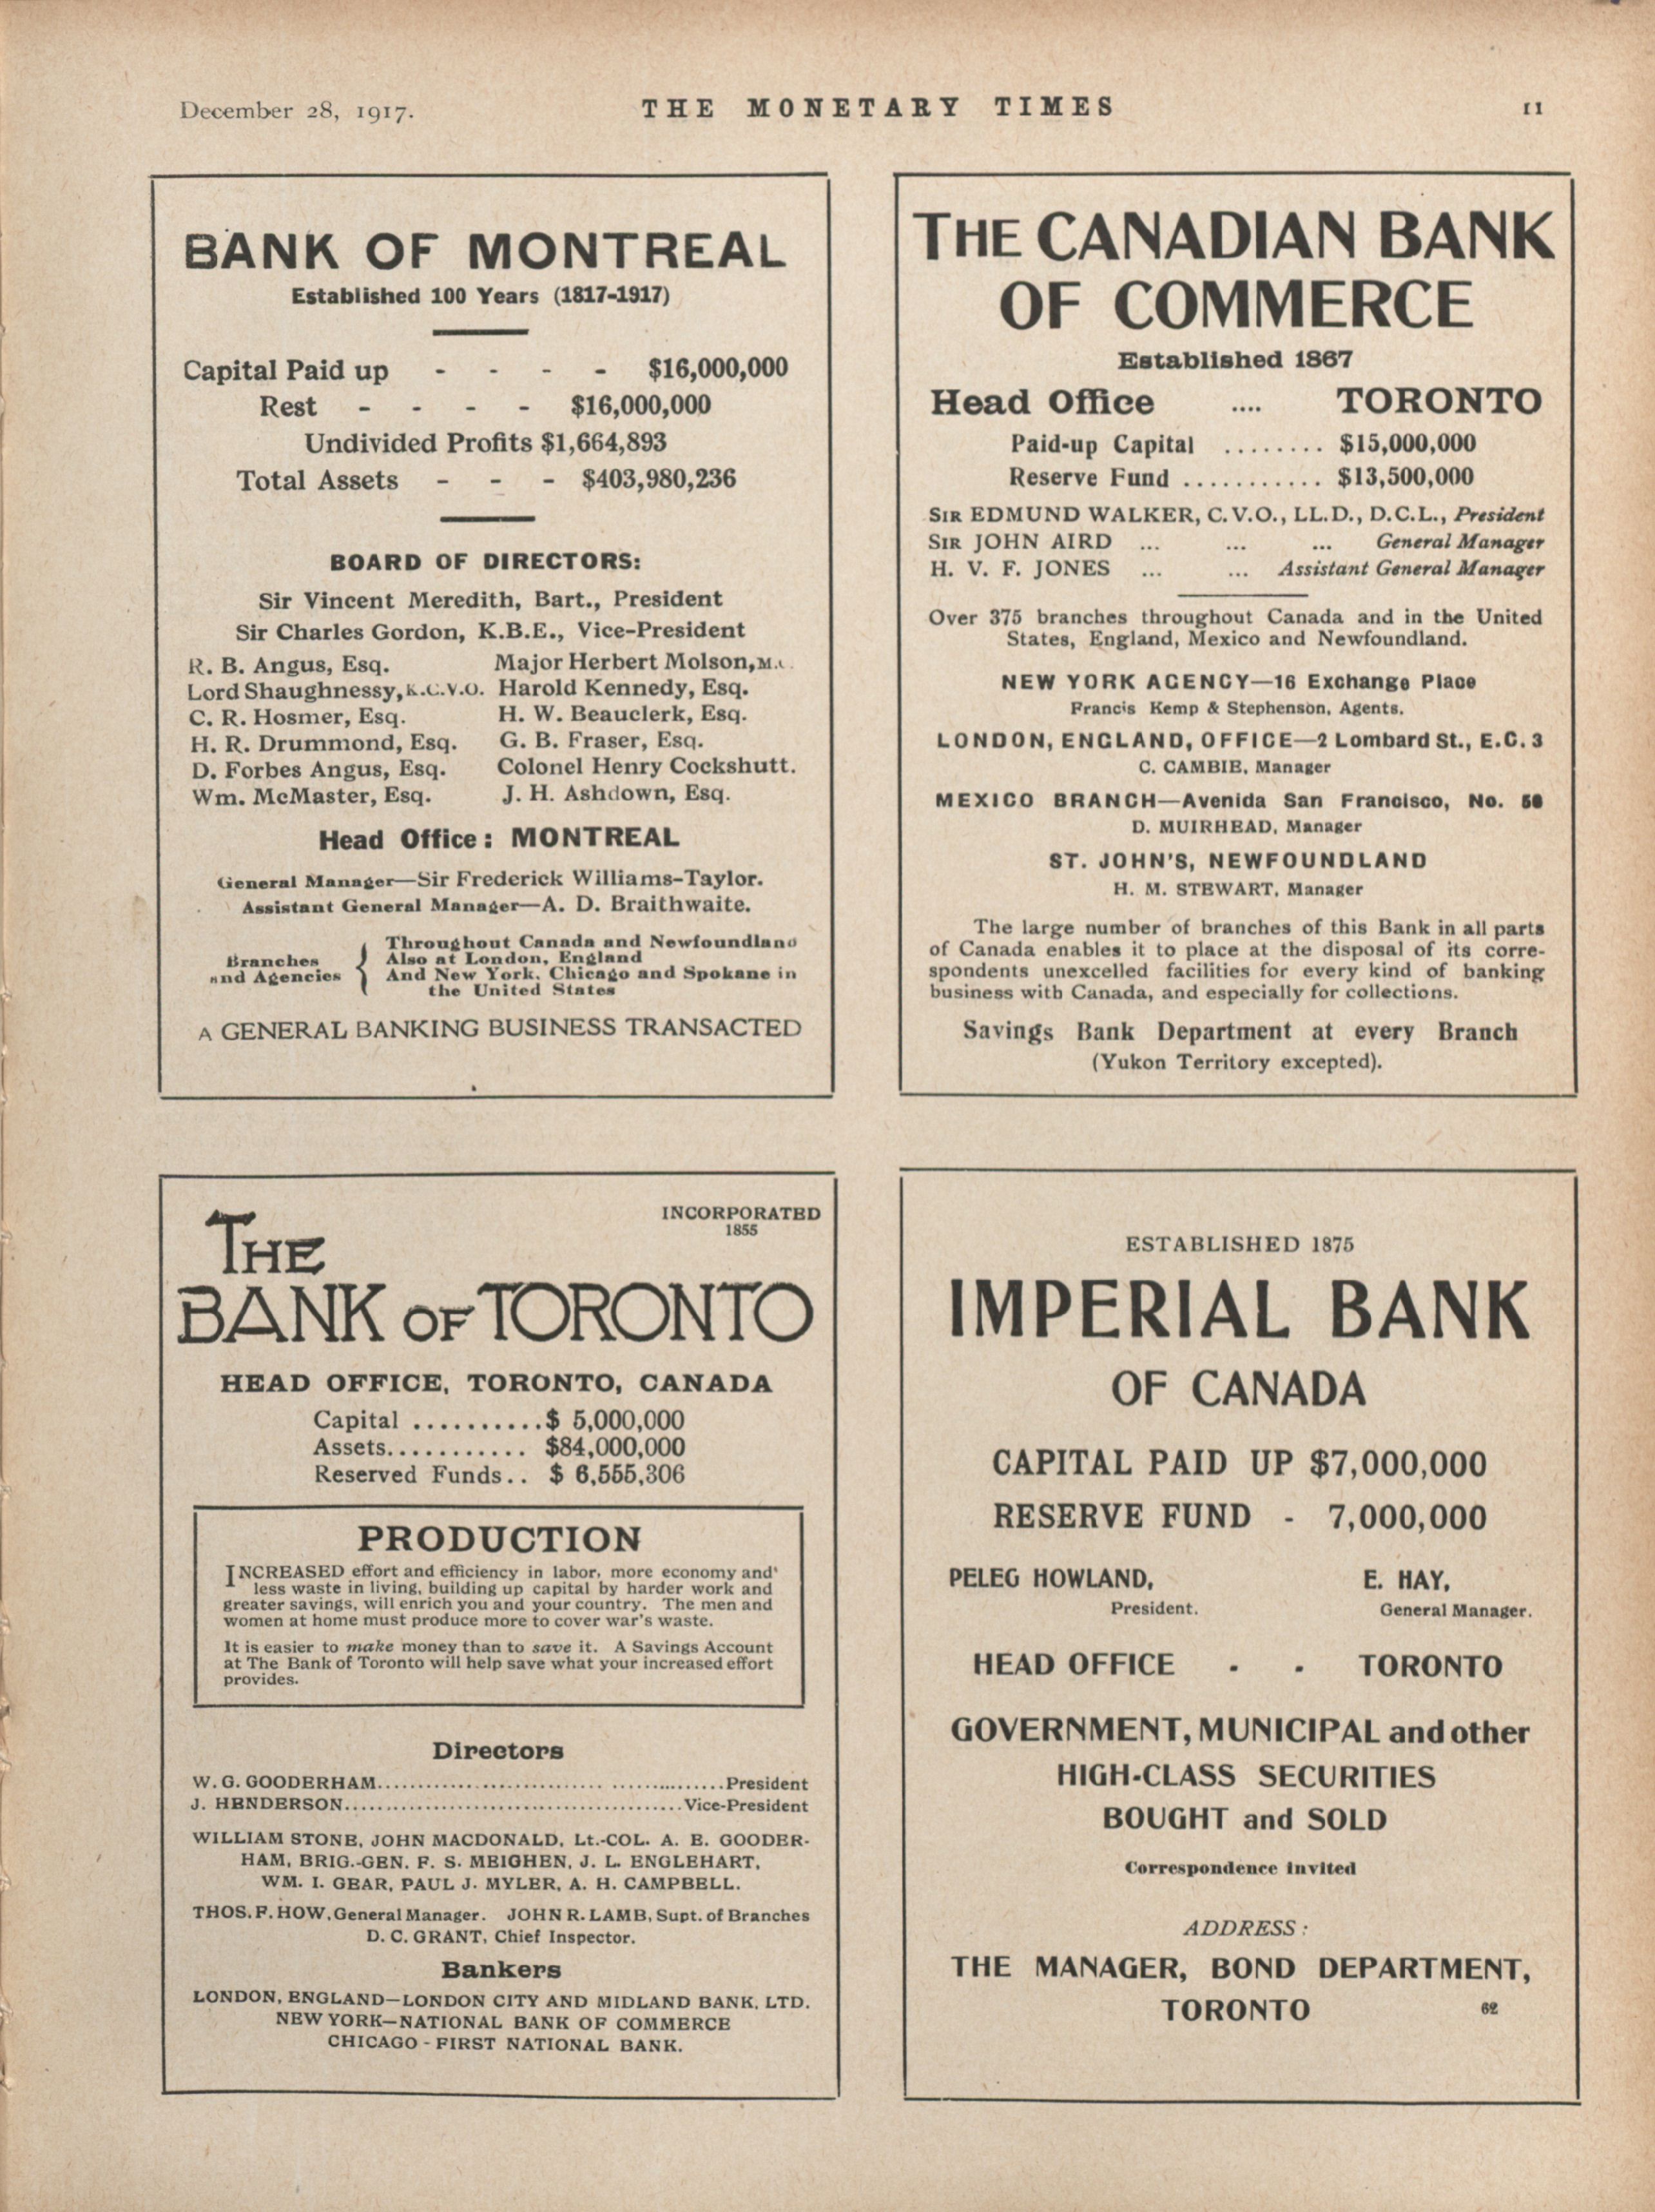 December 28, 1917.
THE MONETARY TIMES
11
BANK OF MONTREAL
Established 100 Years (1817-1917)
Capital Paid up - - - - $16,000,000
Rest - - - - $16,000,000
Undivided Profits $1,664,893
Total Assets - - - $403,980,236
BOARD OF DIRECTORS:
Sir Vincent Meredith, Bart., President
Sir Charles Gordon, K.B.E., Vice-President
R. B. Angus, Esq. Major Herbert Molson, M.C.
Lord Shaughnessy, K.C.V.O. Harold Kennedy, Esq.
C. R. Hosmer, Esq. H. W. Beauclerk, Esq.
H. R. Drummond, Esq. G. B. Fraser, Esq.
D. Forbes Angus, Esq. Colonel Henry Cockshutt.
Wm. McMaster, Esq. J. H. Ashdown, Esq.
Head Office: MONTREAL
General Manager—Sir Frederick Williams-Taylor.
Assistant General Manager—A. D. Braithwaite.
Branches and Agencies
Throughout Canada and Newfoundland
Also at London, England
And New York, Chicago and Spokane in
the United States
A GENERAL BANKING BUSINESS TRANSACTED
THE CANADIAN BANK
OF COMMERCE
Established 1867
Head Office .... TORONTO
Paid-up Capital ........ $15,000,000
Reserve Fund ........... $13,500,000
SIR EDMUND WALKER, C.V.O., LL.D., D.C.L., President
SIR JOHN AIRD ... ... ... General Manager
H. V. F. JONES ... ... Assistant General Manager
Over 375 branches throughout Canada and in the United
States, England, Mexico and Newfoundland.
NEW YORK AGENCY—16 Exchange Place
Francis Kemp & Stephenson, Agents.
LONDON, ENGLAND, OFFICE—2 Lombard St., E.C. 3
C. CAMBIE, Manager
MEXICO BRANCH—Avenida San Francisco, No. 50
D. MUIRHEAD, Manager
ST. JOHN'S, NEWFOUNDLAND
H. M. STEWART, Manager
The large number of branches of this Bank in all parts
of Canada enables it to place at the disposal of its corre-
spondents unexcelled facilities for every kind of banking
business with Canada, and especially for collections.
Savings Bank Department at every Branch
(Yukon Territory excepted).
INCORPORATED
1855
THE
BANK OF TORONTO
HEAD OFFICE, TORONTO, CANADA
Capital ..........$ 5,000,000
Assets........... $84,000,000
Reserved Funds.. $ 6,555,306
PRODUCTION
INCREASED effort and efficiency in labor, more economy and
less waste in living, building up capital by harder work and
greater savings, will enrich you and your country. The men and
women at home must produce more to cover war's waste.
It is easier to make money than to save it. A Savings Account
at The Bank of Toronto will help save what your increased effort
provides.
Directors
W. G. GOODERHAM..........................................President
J. HENDERSON..........................................Vice-President
WILLIAM STONE, JOHN MACDONALD, Lt.-COL. A. E. GOODER-
HAM, BRIG.-GEN. F. S. MEIGHEN, J. L. ENGLEHART,
WM. I. GEAR, PAUL J. MYLER, A. H. CAMPBELL.
THOS. F. HOW, General Manager. JOHN R. LAMB, Supt. of Branches
D. C. GRANT, Chief Inspector.
Bankers
LONDON, ENGLAND—LONDON CITY AND MIDLAND BANK, LTD.
NEW YORK—NATIONAL BANK OF COMMERCE
CHICAGO - FIRST NATIONAL BANK.
ESTABLISHED 1875
IMPERIAL BANK
OF CANADA
CAPITAL PAID UP $7,000,000
RESERVE FUND - 7,000,000
PELEG HOWLAND, E. HAY,
President. General Manager.
HEAD OFFICE - - TORONTO
GOVERNMENT, MUNICIPAL and other
HIGH-CLASS SECURITIES
BOUGHT and SOLD
Correspondence invited
ADDRESS:
THE MANAGER, BOND DEPARTMENT,
TORONTO 62